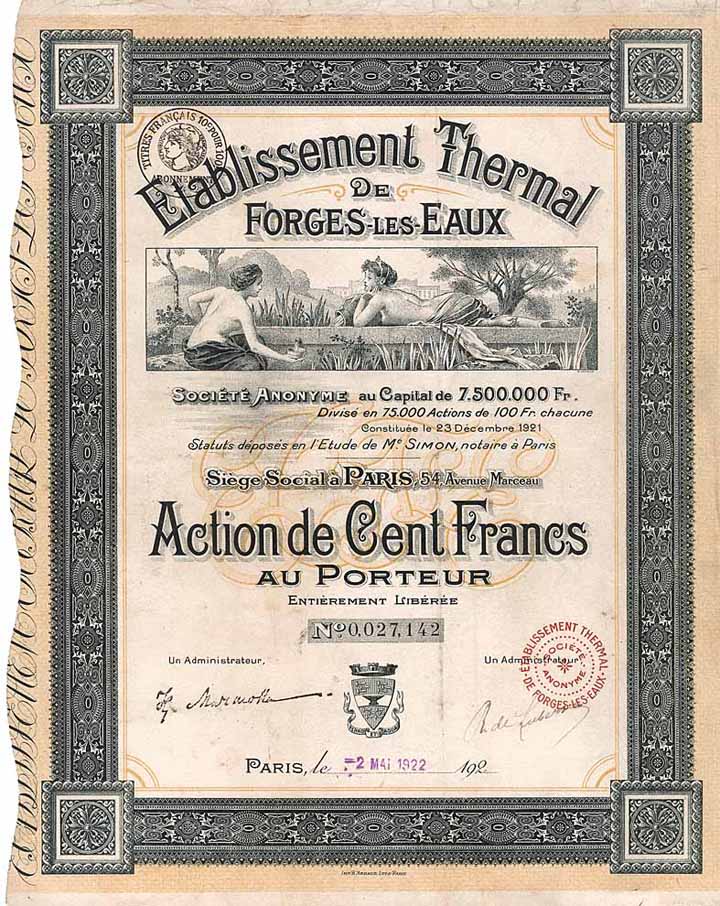 TITRES FRANÇAIS 10c POUR 100f
ABONNEMENT
Etablissement Thermal
DE
FORGES-LES-EAUX
SOCIÉTÉ ANONYME au Capital de 7.500.000 Fr.
Divisé en 75.000 Actions de 100 Fr. chacune
Constituée le 23 Décembre 1921
Statuts déposés en l'Etude de Me SIMON, notaire à Paris
Siège Social à PARIS, 54, Avenue Marceau
Action de Cent Francs
AU PORTEUR
ENTIÈREMENT LIBÉRÉE
No 0,027,142
Un Administrateur,
Un Administrateur,
ETABLISSEMENT THERMAL
DE FORGES-LES-EAUX
SOCIÉTÉ
ANONYME
PARIS, le -2 MAI 1922 192